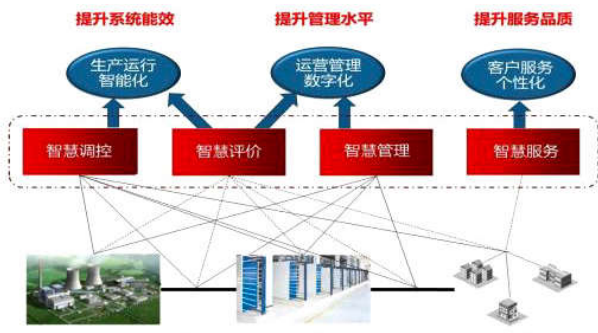 提升系统能效
提升管理水平
提升服务品质
生产运行
智能化
运营管理
数字化
客户服务
个性化
智慧调控
智慧评价
智慧管理
智慧服务